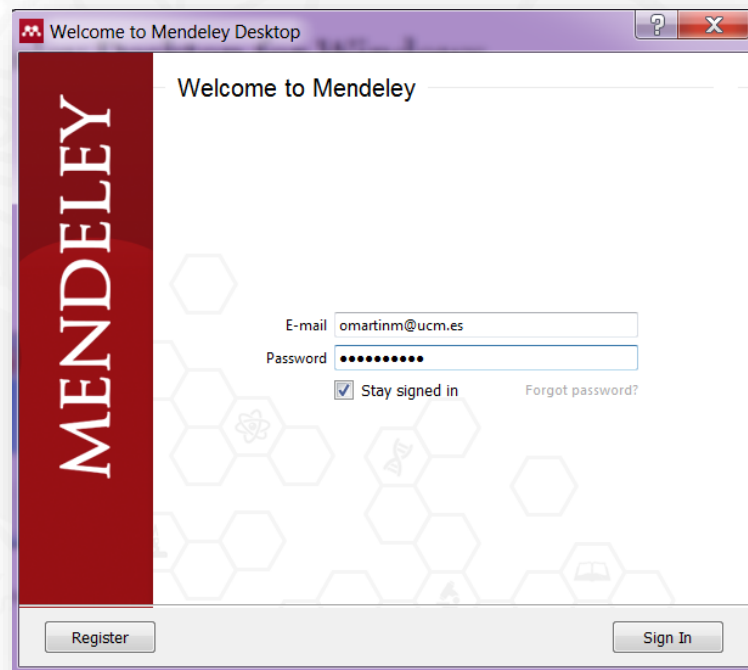 Welcome to Mendeley Desktop
MENDELEY
Welcome to Mendeley
E-mail omartinm@ucm.es
Password ••••••••••
Stay signed in Forgot password?
Register Sign In